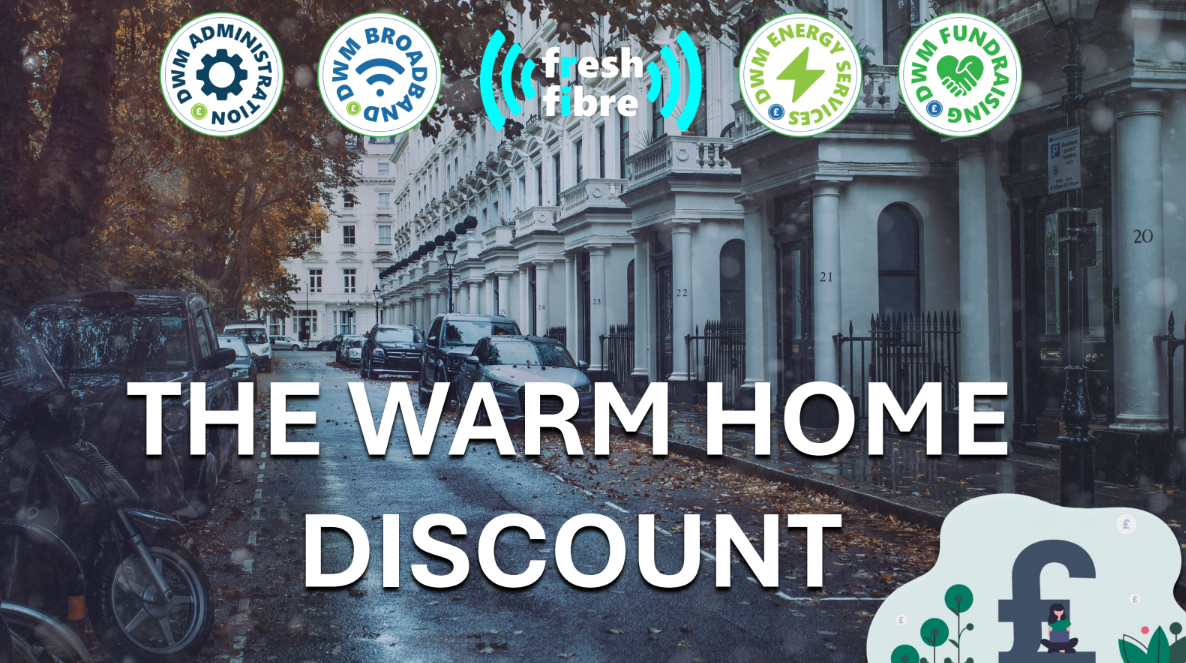 DWM ADMINISTRATION
£
DWM BROADBAND
£
fresh
fibre
DWM ENERGY SERVICES
£
DWM FUNDRAISING
£
P
20
21
22
23
24
THE WARM HOME
DISCOUNT
£
£
£
£